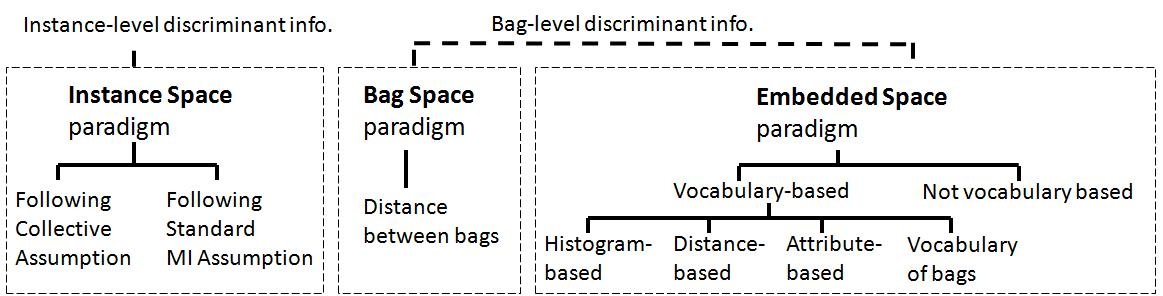 Instance-level discriminant info.
Bag-level discriminant info.
Instance Space
paradigm
Following
Collective
Assumption
Following
Standard
MI Assumption
Bag Space
paradigm
Distance
between bags
Embedded Space
paradigm
Vocabulary-based
Not vocabulary based
Histogram-
based
Distance-
based
Attribute-
based
Vocabulary
of bags